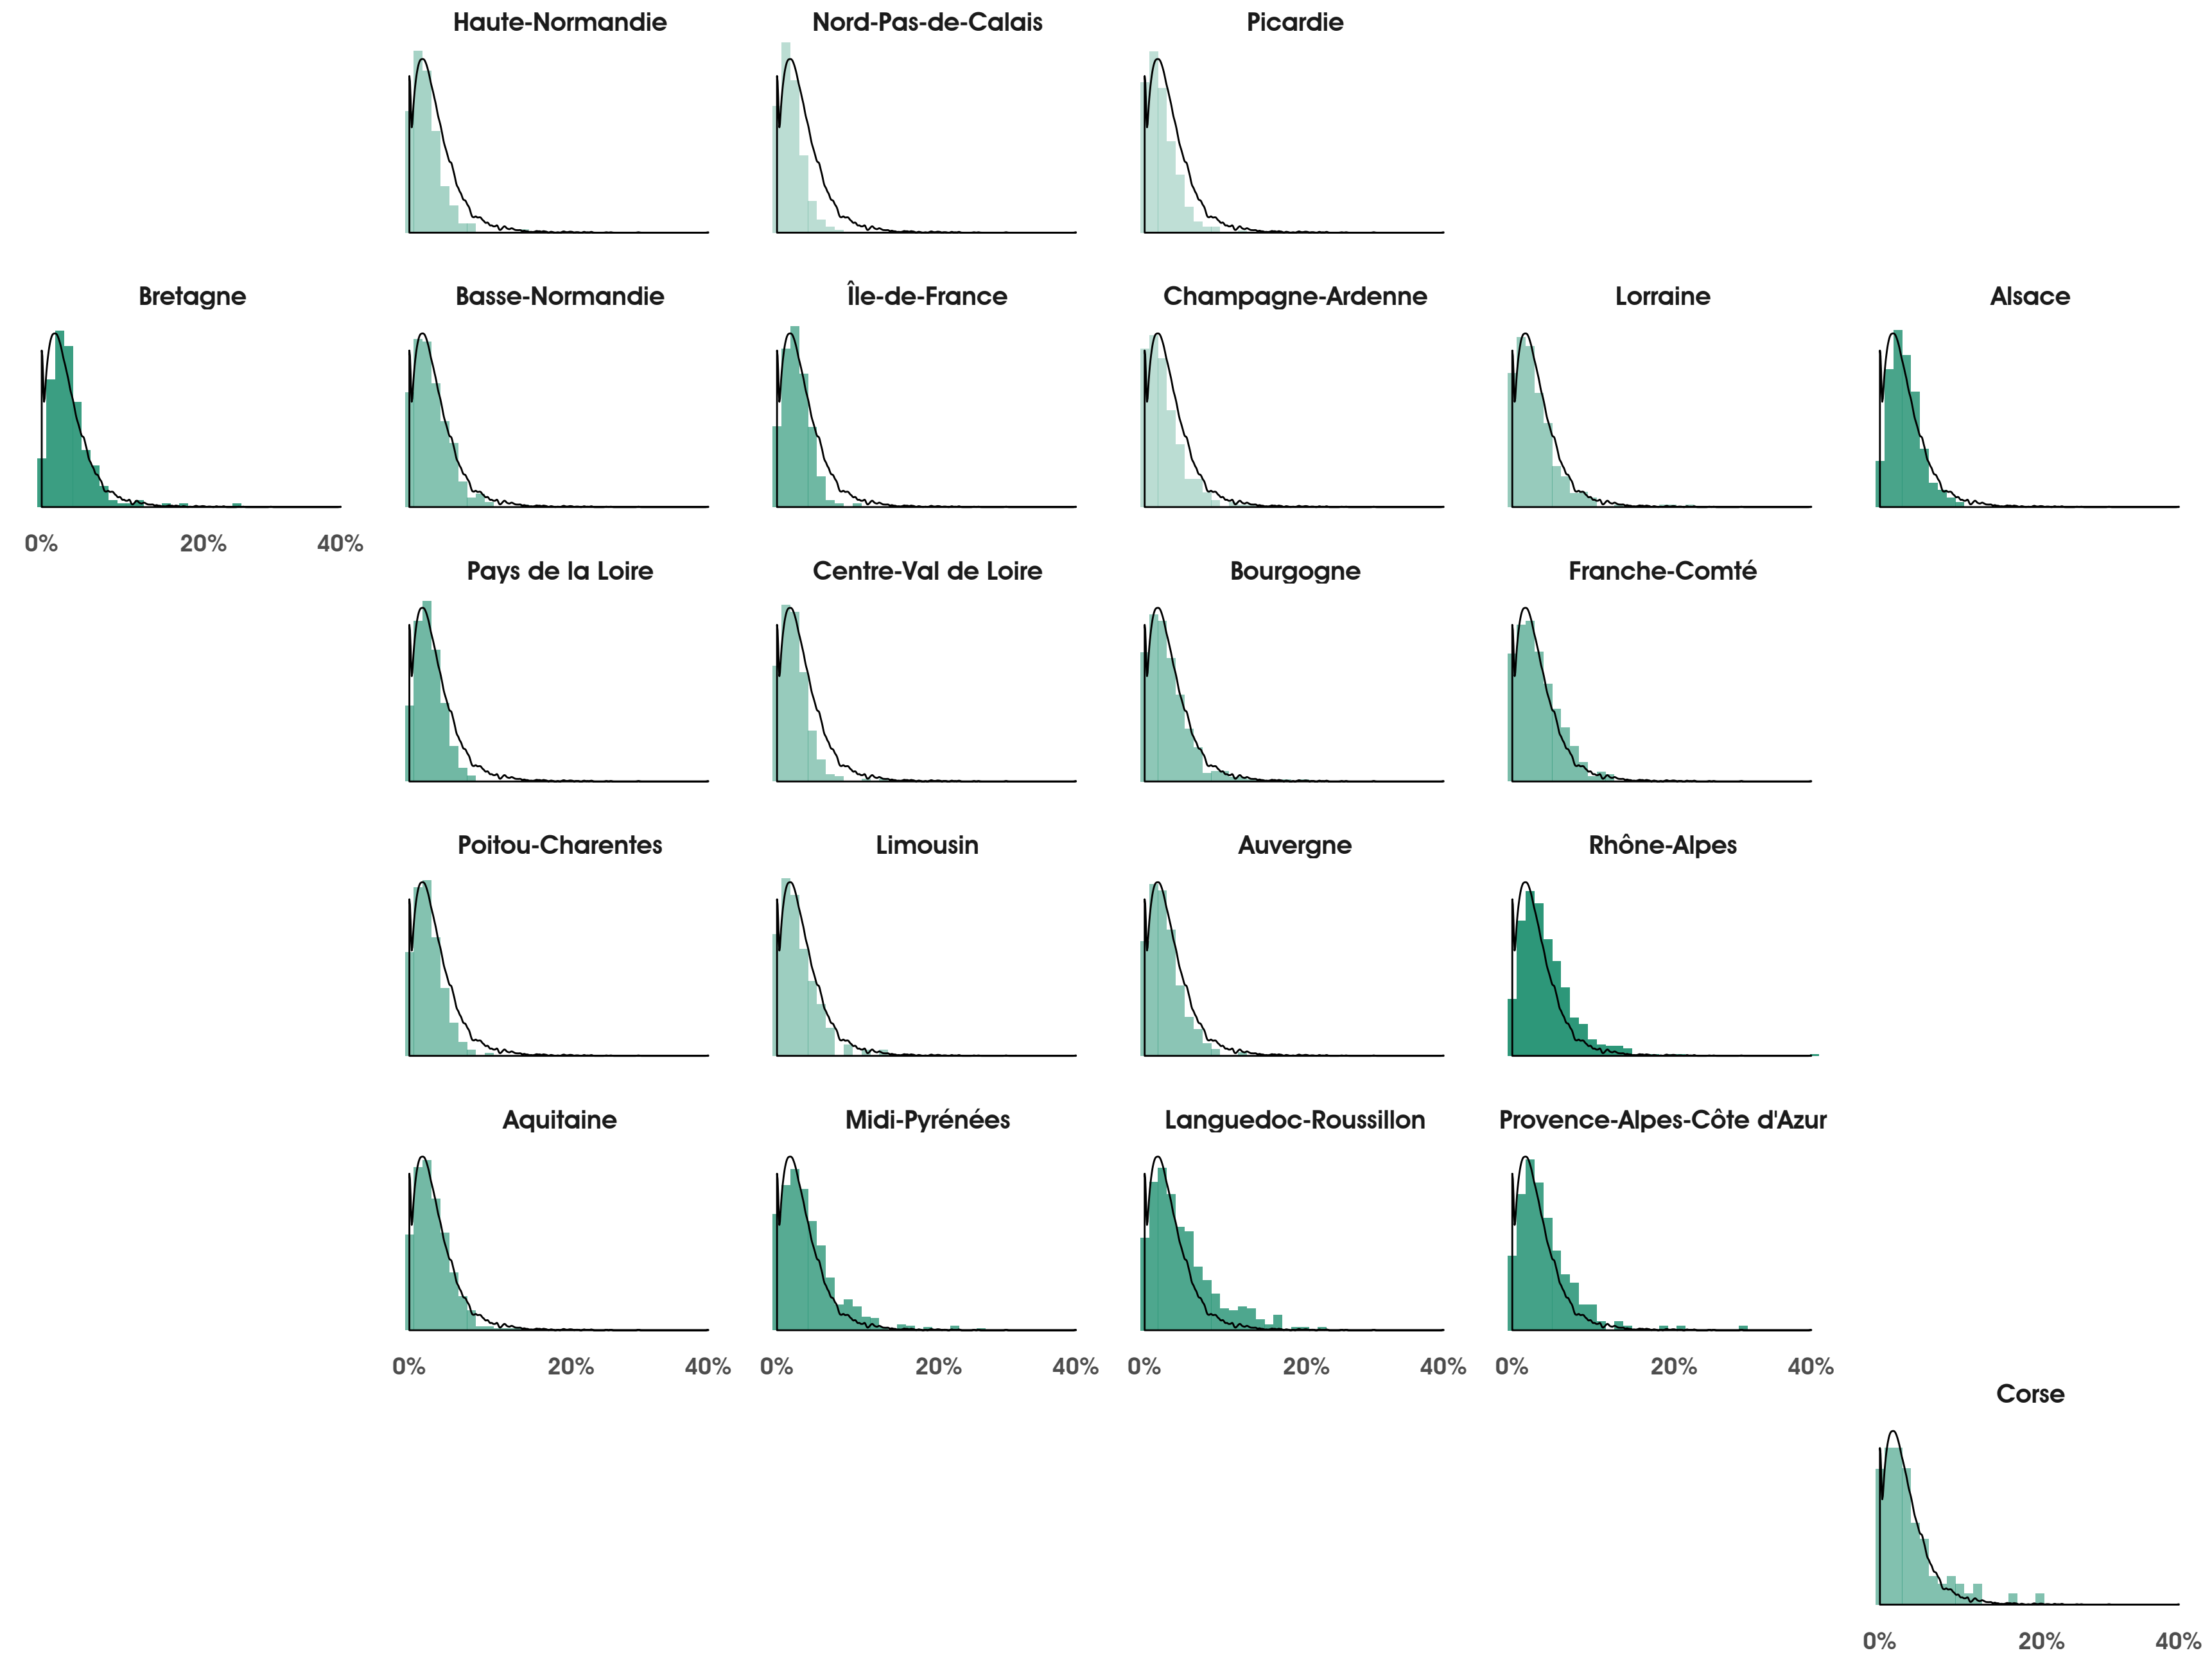 Haute-Normandie Nord-Pas-de-Calais Picardie
Bretagne Basse-Normandie Île-de-France Champagne-Ardenne Lorraine Alsace
0% 20% 40%
Pays de la Loire Centre-Val de Loire Bourgogne Franche-Comté
Poitou-Charentes Limousin Auvergne Rhône-Alpes
Aquitaine Midi-Pyrénées Languedoc-Roussillon Provence-Alpes-Côte d'Azur
0% 20% 40% 0% 20% 40% 0% 20% 40% 0% 20% 40%
Corse
0% 20% 40%